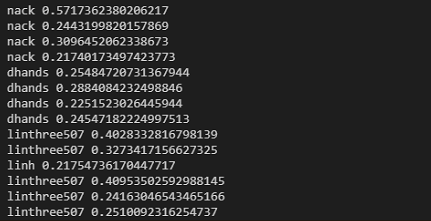 nack 0.5717362380206217
nack 0.2443199820157869
nack 0.3096452062338673
nack 0.21740173497423773
dhands 0.25484720731367944
dhands 0.2884084232498846
dhands 0.2251523026445944
dhands 0.24547182224997513
linthree507 0.4028332816798139
linthree507 0.3273417156627325
linh 0.21754736170447717
linthree507 0.40953502592988145
linthree507 0.24163046543465166
linthree507 0.2510092316254737